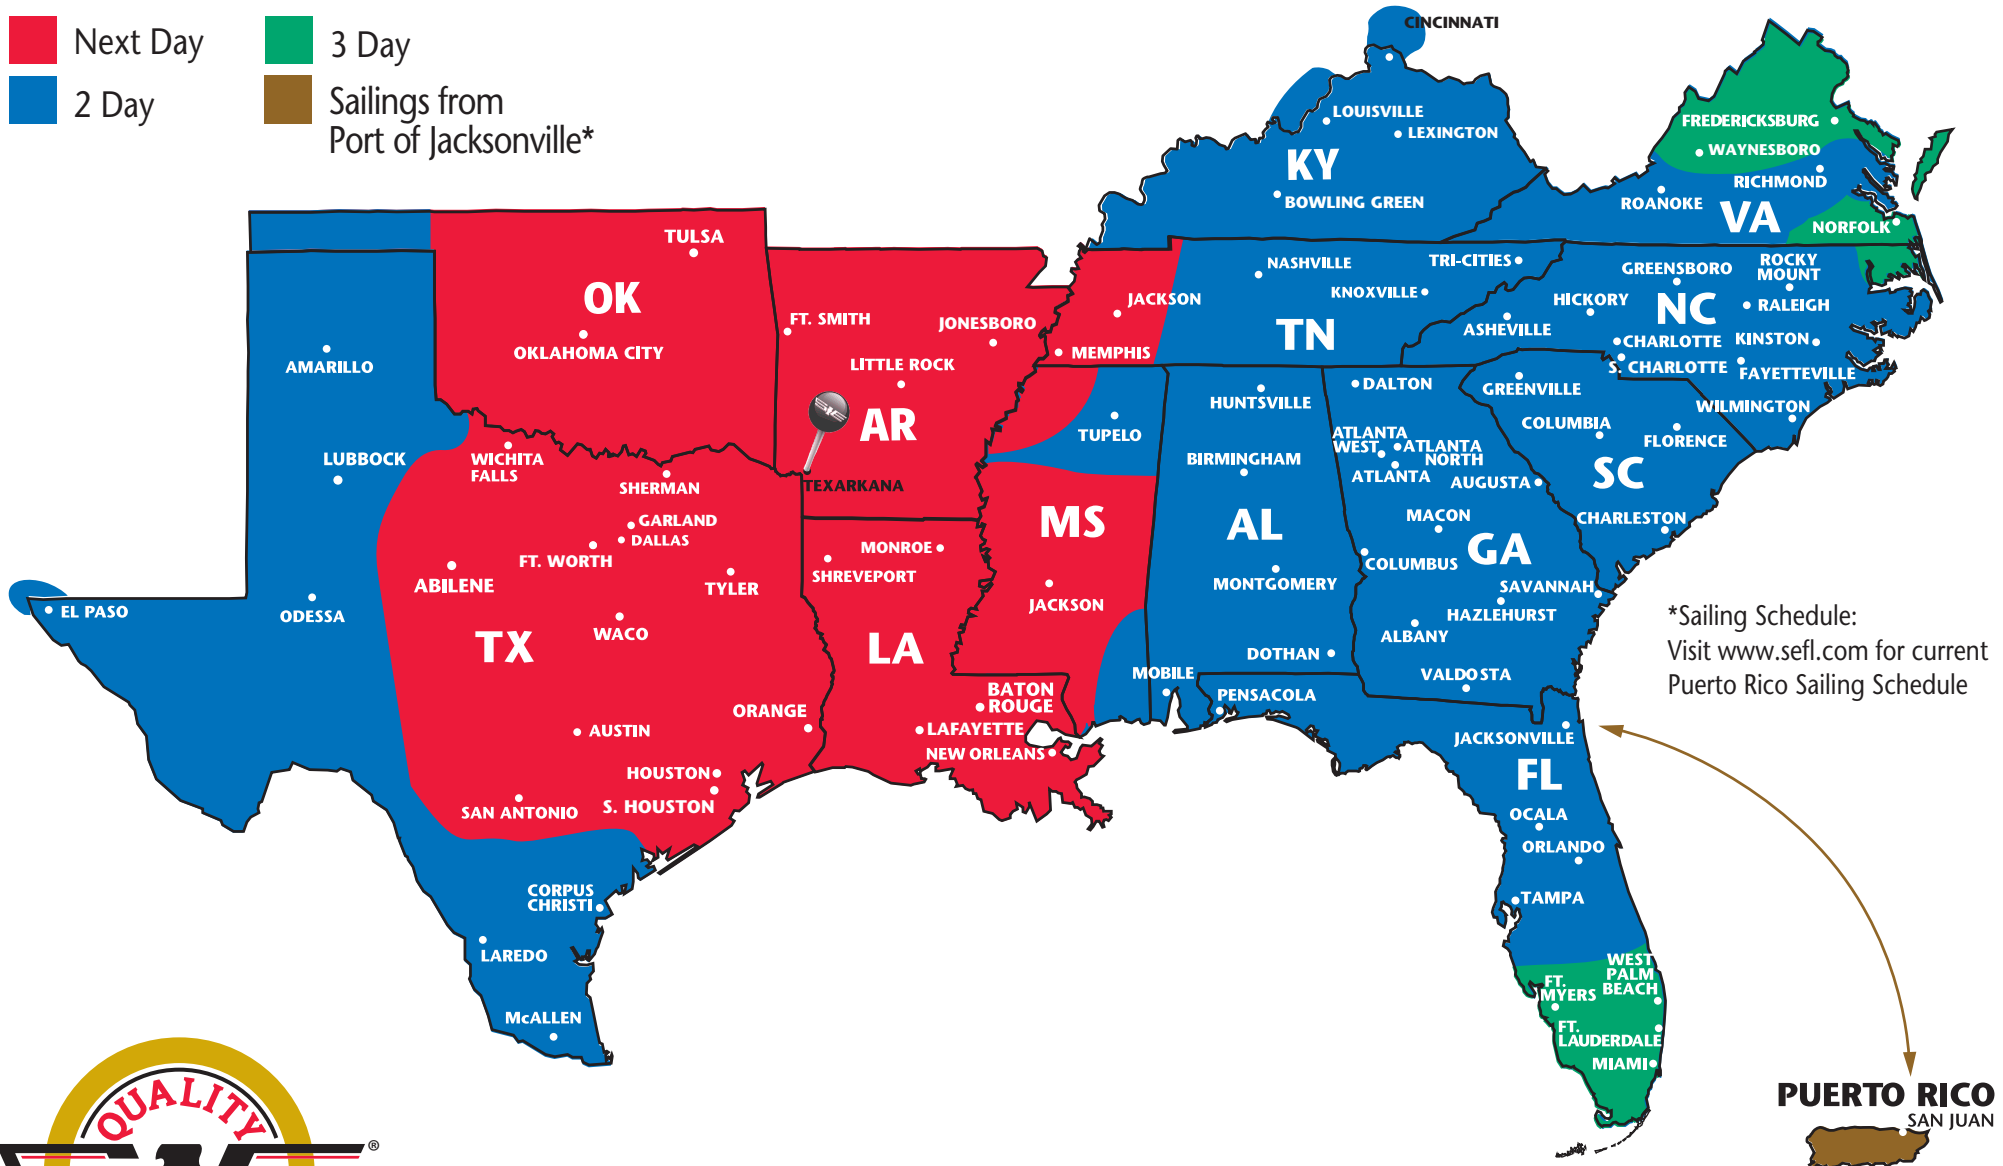 Next Day
3 Day
2 Day
Sailings from
Port of Jacksonville*
CINCINNATI
LOUISVILLE
LEXINGTON
KY
BOWLING GREEN
FREDERICKSBURG
WAYNESBORO
RICHMOND
ROANOKE
VA
NORFOLK
TULSA
OK
OKLAHOMA CITY
FT. SMITH
JONESBORO
LITTLE ROCK
AR
TEXARKANA
JACKSON
MEMPHIS
NASHVILLE
TRI-CITIES
KNOXVILLE
TN
GREENSBORO
ROCKY
MOUNT
HICKORY
NC
RALEIGH
ASHEVILLE
CHARLOTTE
KINSTON
S. CHARLOTTE
FAYETTEVILLE
WILMINGTON
AMARILLO
LUBBOCK
WICHITA
FALLS
SHERMAN
GARLAND
DALLAS
FT. WORTH
ABILENE
TYLER
EL PASO
ODESSA
WACO
TX
AUSTIN
ORANGE
HOUSTON
S. HOUSTON
SAN ANTONIO
CORPUS
CHRISTI
LAREDO
McALLEN
MONROE
SHREVEPORT
LA
BATON
ROUGE
LAFAYETTE
NEW ORLEANS
TUPELO
MS
JACKSON
HUNTSVILLE
BIRMINGHAM
AL
MONTGOMERY
DOTHAN
MOBILE
DALTON
ATLANTA
WEST
ATLANTA
NORTH
ATLANTA
AUGUSTA
MACON
GA
COLUMBUS
SAVANNAH
HAZLEHURST
ALBANY
VALDOSTA
GREENVILLE
COLUMBIA
FLORENCE
SC
CHARLESTON
PENSACOLA
JACKSONVILLE
FL
OCALA
ORLANDO
TAMPA
WEST
PALM
BEACH
FT.
MYERS
FT.
LAUDERDALE
MIAMI
*Sailing Schedule:
Visit www.sefl.com for current
Puerto Rico Sailing Schedule
PUERTO RICO
SAN JUAN
QUALITY
®